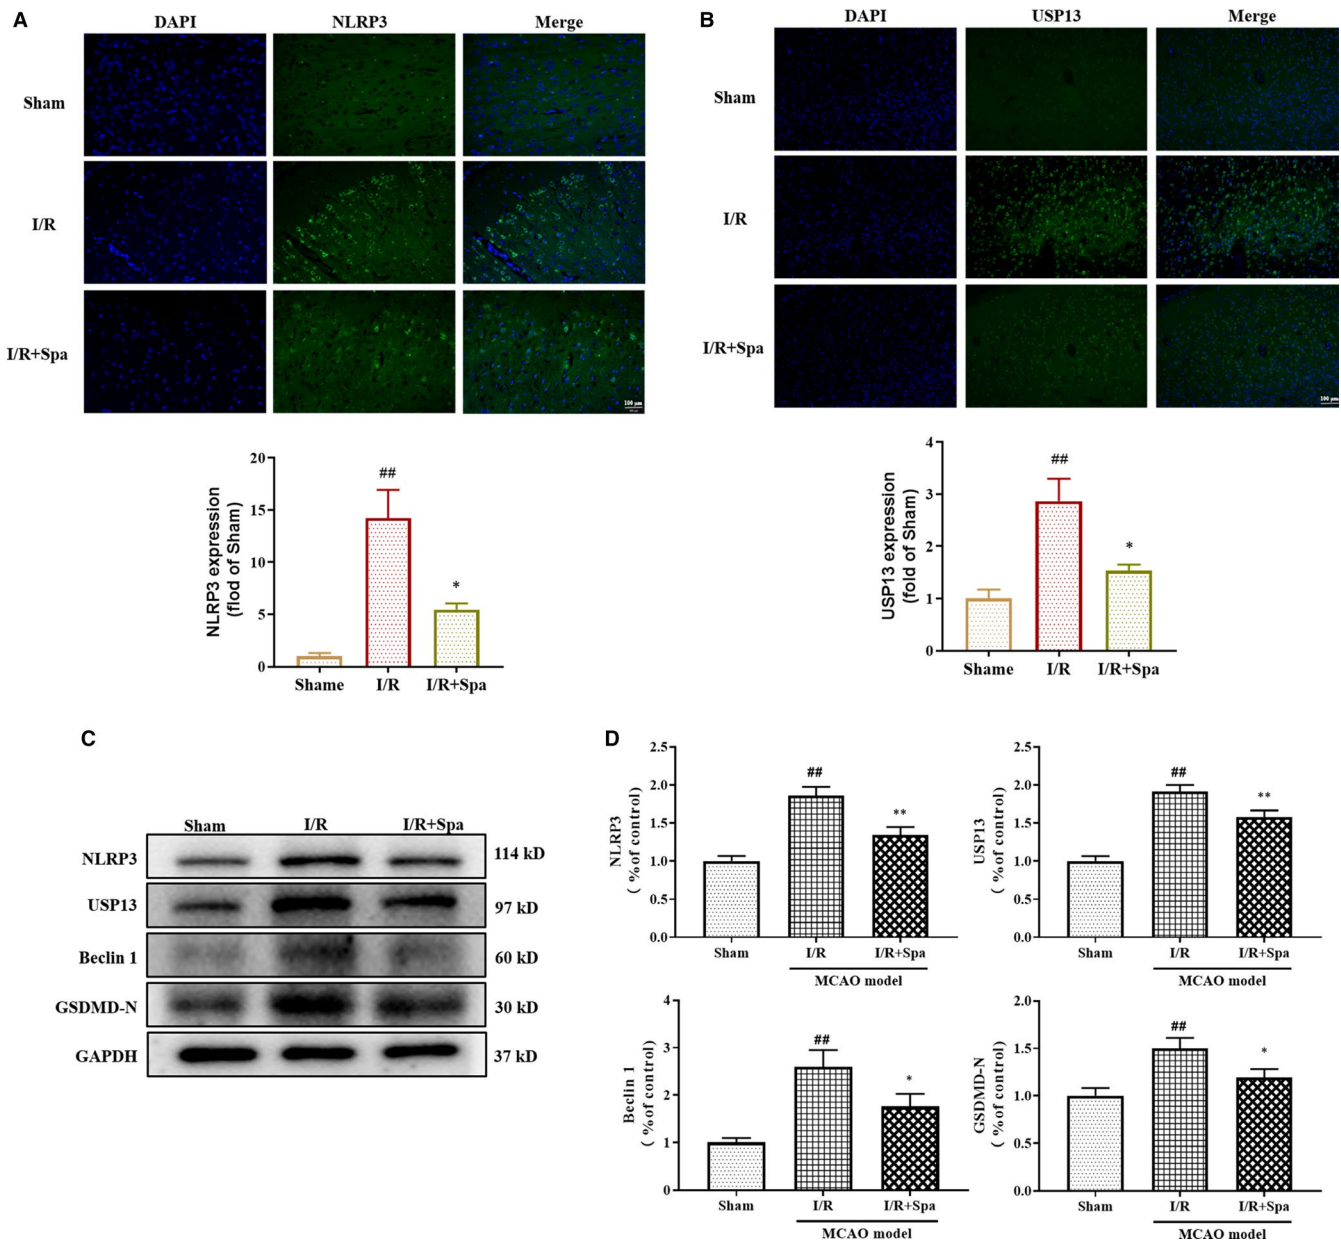 A
DAPI NLRP3 Merge
Sham
I/R
I/R+Spa
100 μm
NLRP3 expression
(flod of Sham)
20
15
10
5
0
##
*
Shame I/R I/R+Spa
B
DAPI USP13 Merge
Sham
I/R
I/R+Spa
100 μm
USP13 expression
(fold of Sham)
4
3
2
1
0
##
*
Shame I/R I/R+Spa
C
Sham I/R I/R+Spa
NLRP3 114 kD
USP13 97 kD
Beclin 1 60 kD
GSDMD-N 30 kD
GAPDH 37 kD
D
NLRP3
( %of control)
2.5
2.0
1.5
1.0
0.5
0.0
##
**
Sham I/R I/R+Spa
MCAO model
USP13
( %of control)
2.5
2.0
1.5
1.0
0.5
0.0
##
**
Sham I/R I/R+Spa
MCAO model
Beclin 1
( %of control)
4
3
2
1
0
##
*
Sham I/R I/R+Spa
MCAO model
GSDMD-N
( %of control)
2.0
1.5
1.0
0.5
0.0
##
*
Sham I/R I/R+Spa
MCAO model